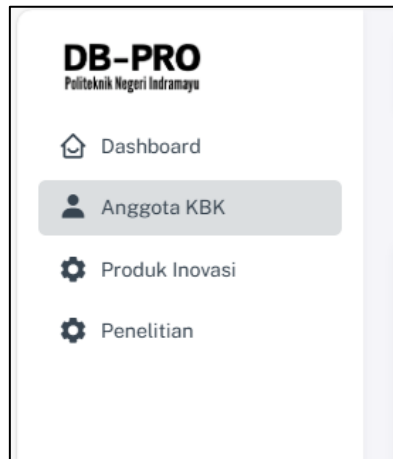 DB-PRO
Politeknik Negeri Indramayu
Dashboard
Anggota KBK
Produk Inovasi
Penelitian